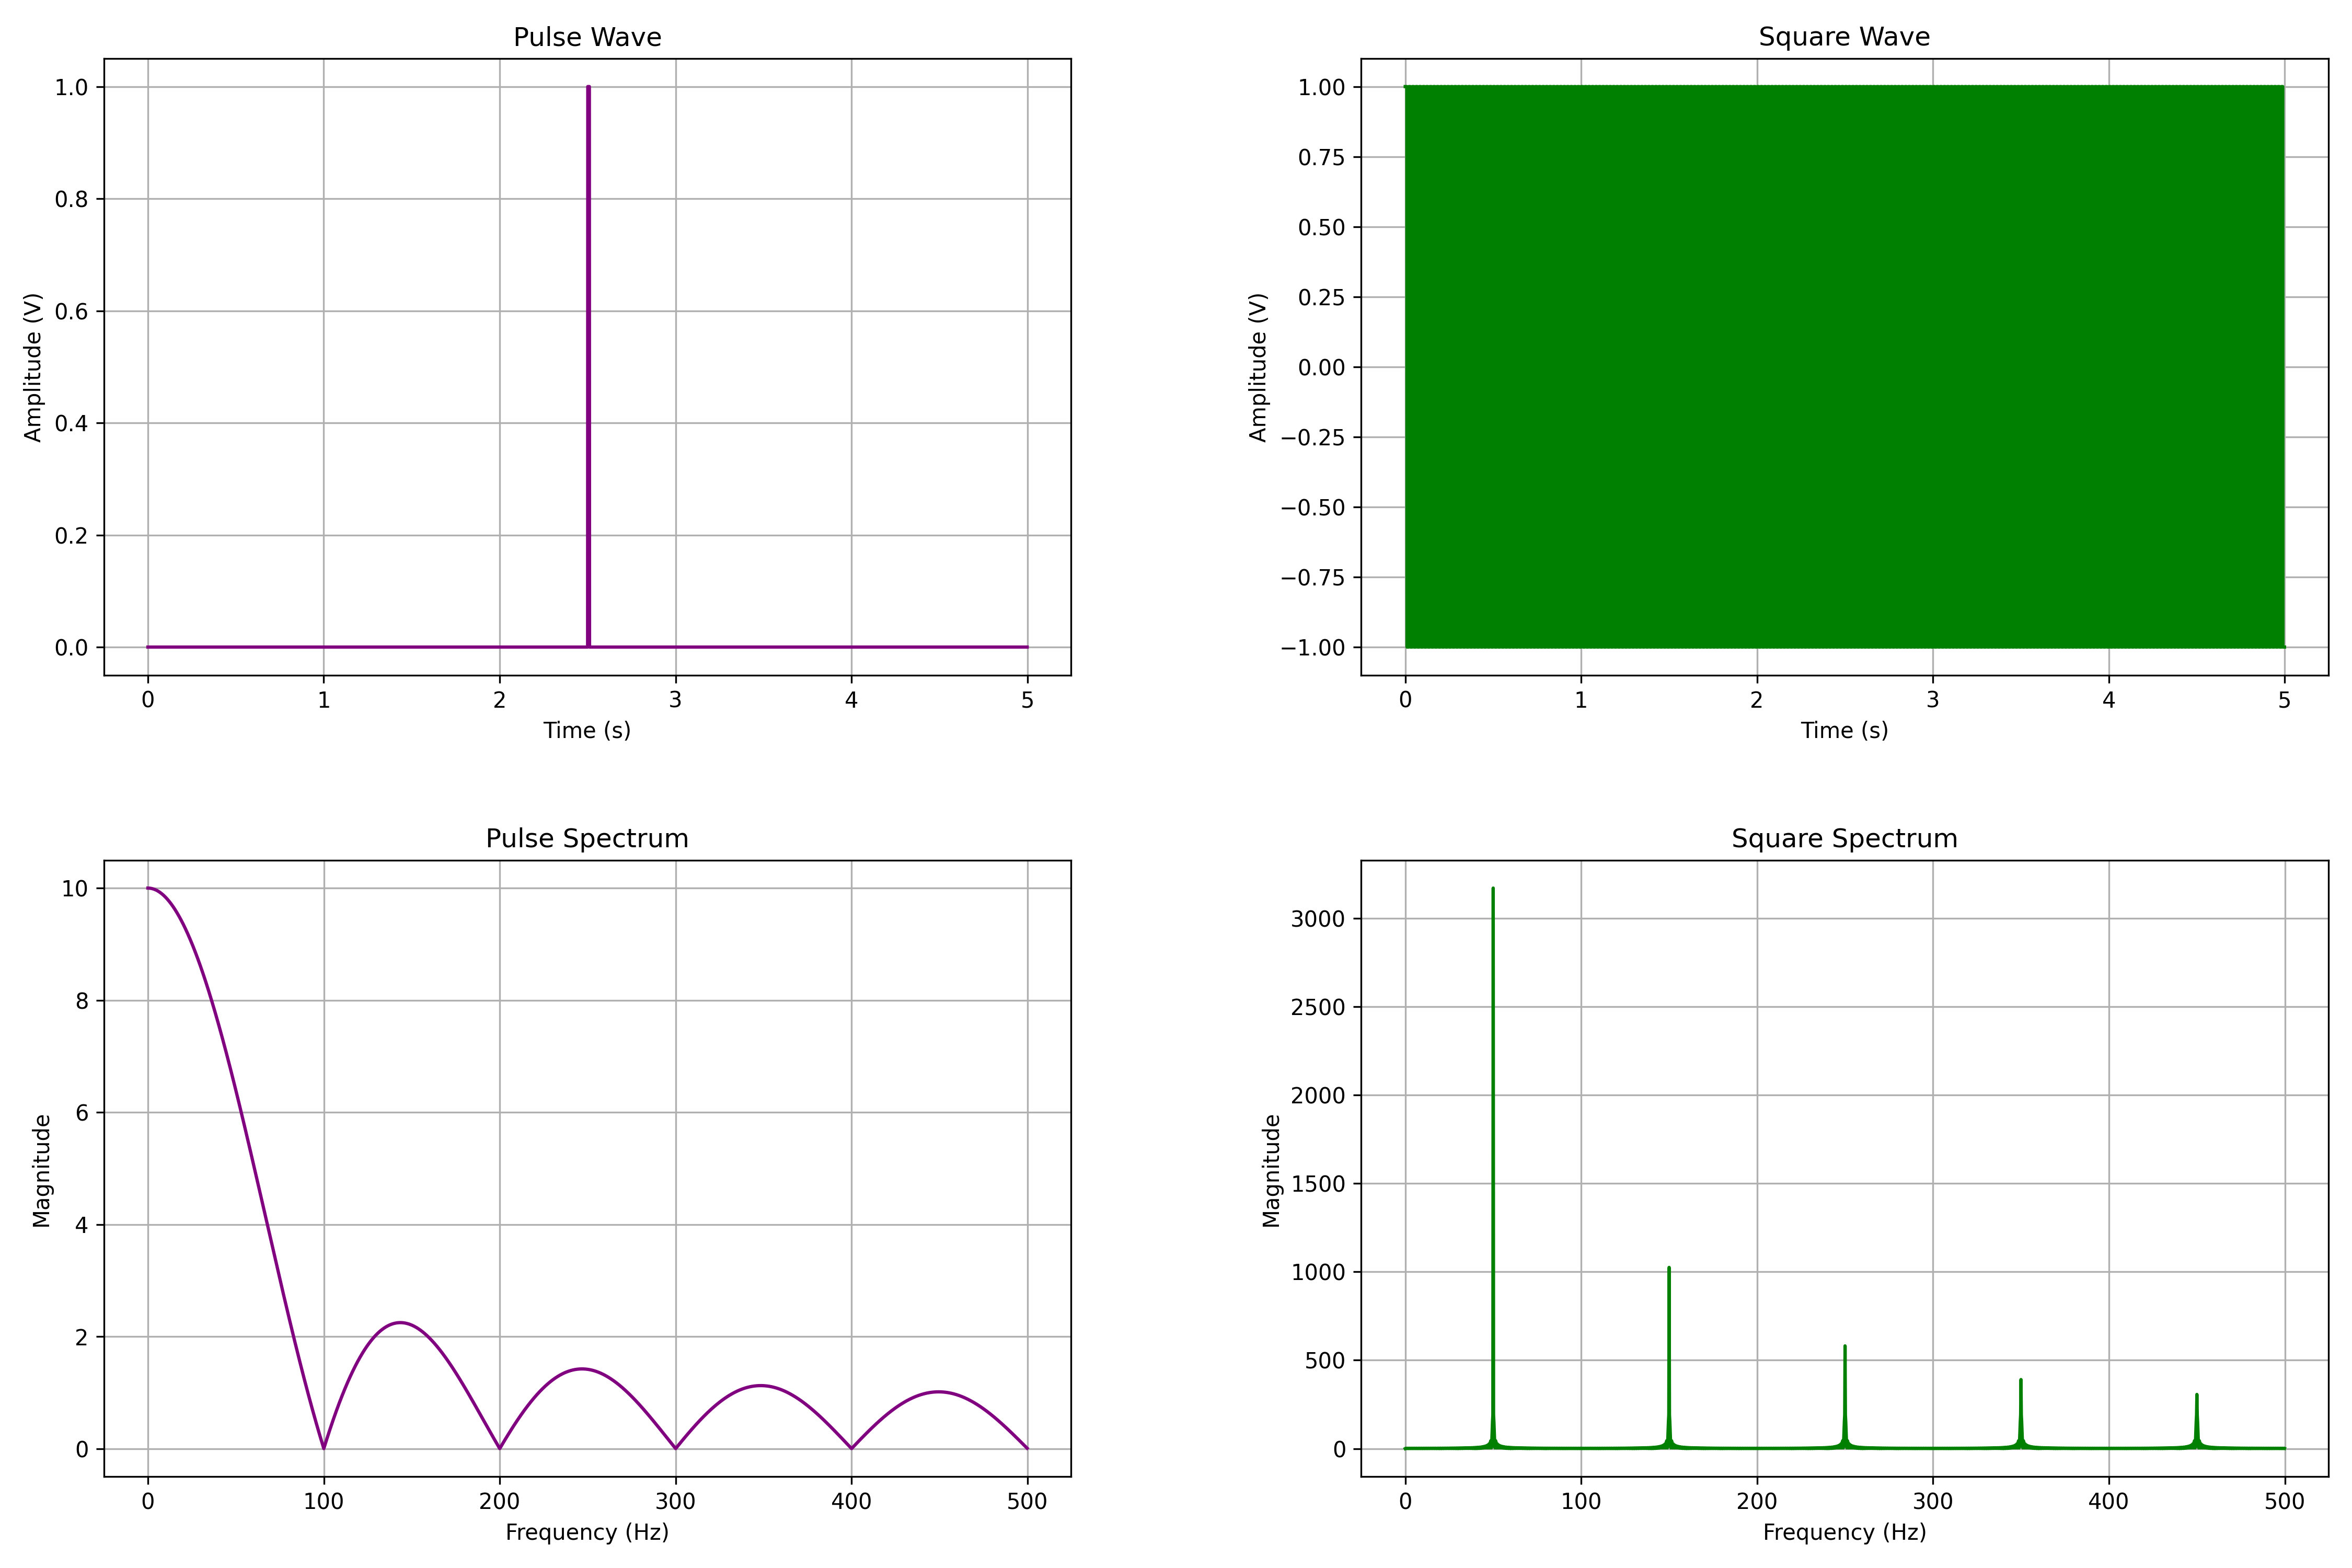 Pulse Wave
Amplitude (V)
1.0
0.8
0.6
0.4
0.2
0.0
0 1 2 3 4 5
Time (s)
Square Wave
Amplitude (V)
1.00
0.75
0.50
0.25
0.00
−0.25
−0.50
−0.75
−1.00
0 1 2 3 4 5
Time (s)
Pulse Spectrum
Magnitude
10
8
6
4
2
0
0 100 200 300 400 500
Frequency (Hz)
Square Spectrum
Magnitude
3000
2500
2000
1500
1000
500
0
0 100 200 300 400 500
Frequency (Hz)